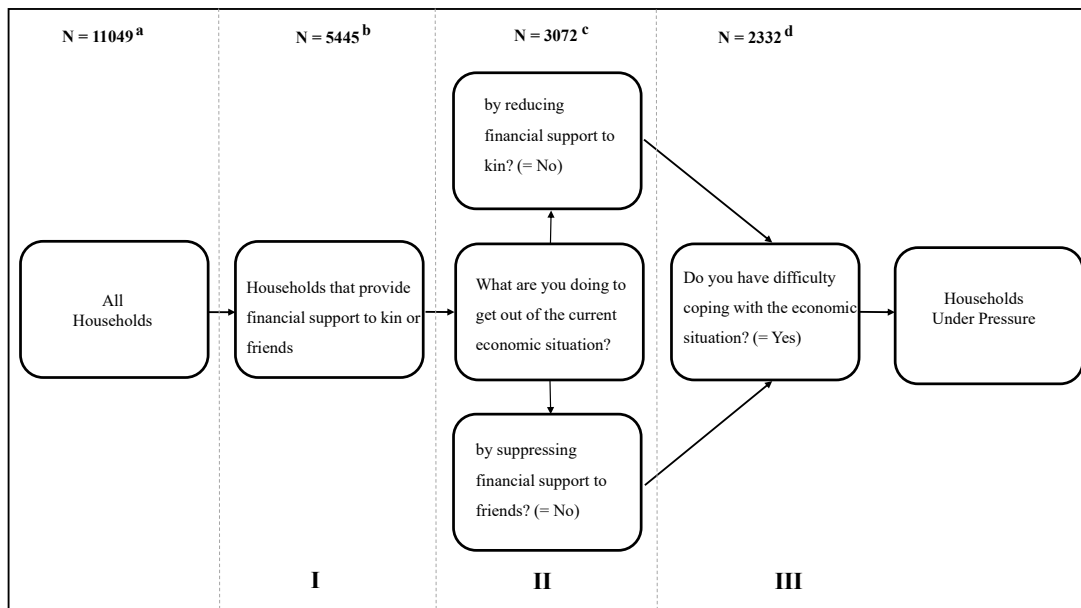 N = 11049 a
N = 5445 b
N = 3072 c
N = 2332 d
All
Households
Households that provide
financial support to kin or
friends
by reducing
financial support to
kin? (= No)
What are you doing to
get out of the current
economic situation?
by suppressing
financial support to
friends? (= No)
Do you have difficulty
coping with the economic
situation? (= Yes)
Households
Under Pressure
I
II
III